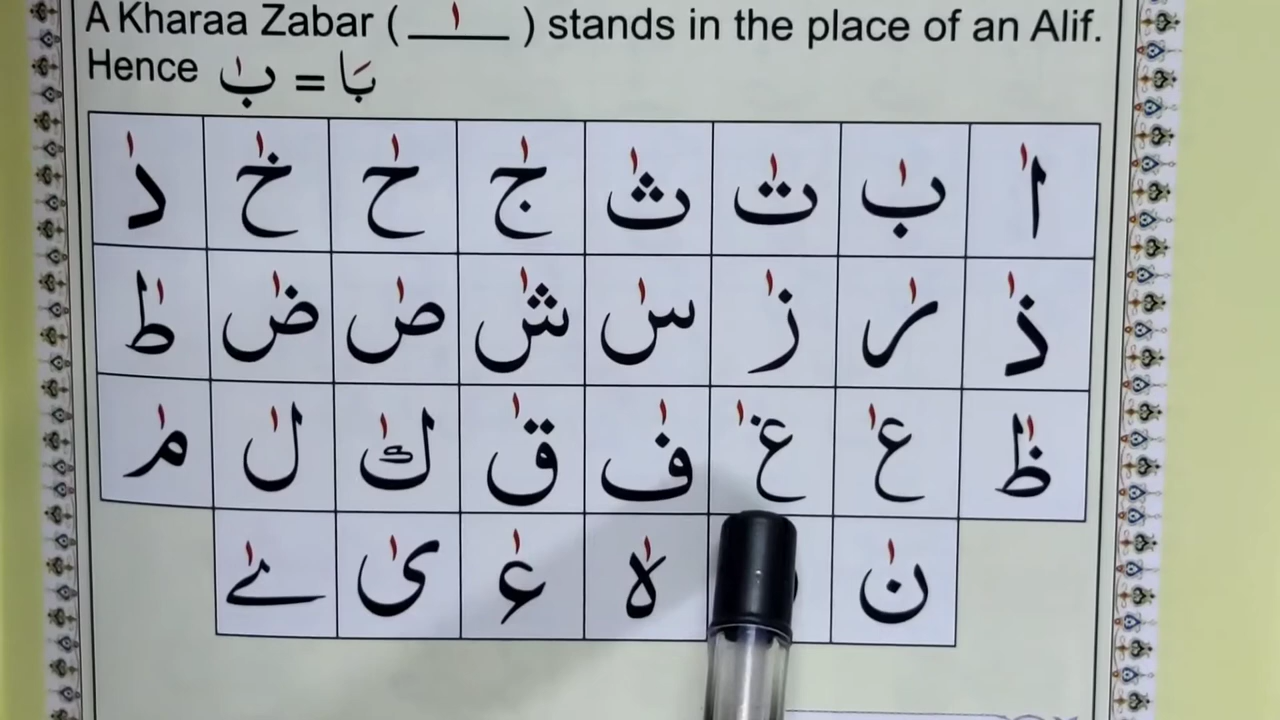 A Kharaa Zabar ( ٰ ) stands in the place of an Alif.
Hence بٰ = بَا
اٰ بٰ تٰ ثٰ جٰ حٰ خٰ دٰ
ذٰ رٰ زٰ سٰ شٰ صٰ ضٰ طٰ
ظٰ عٰ غٰ فٰ قٰ كٰ لٰ مٰ
نٰ هٰ ءٰ یٰ ےٰ